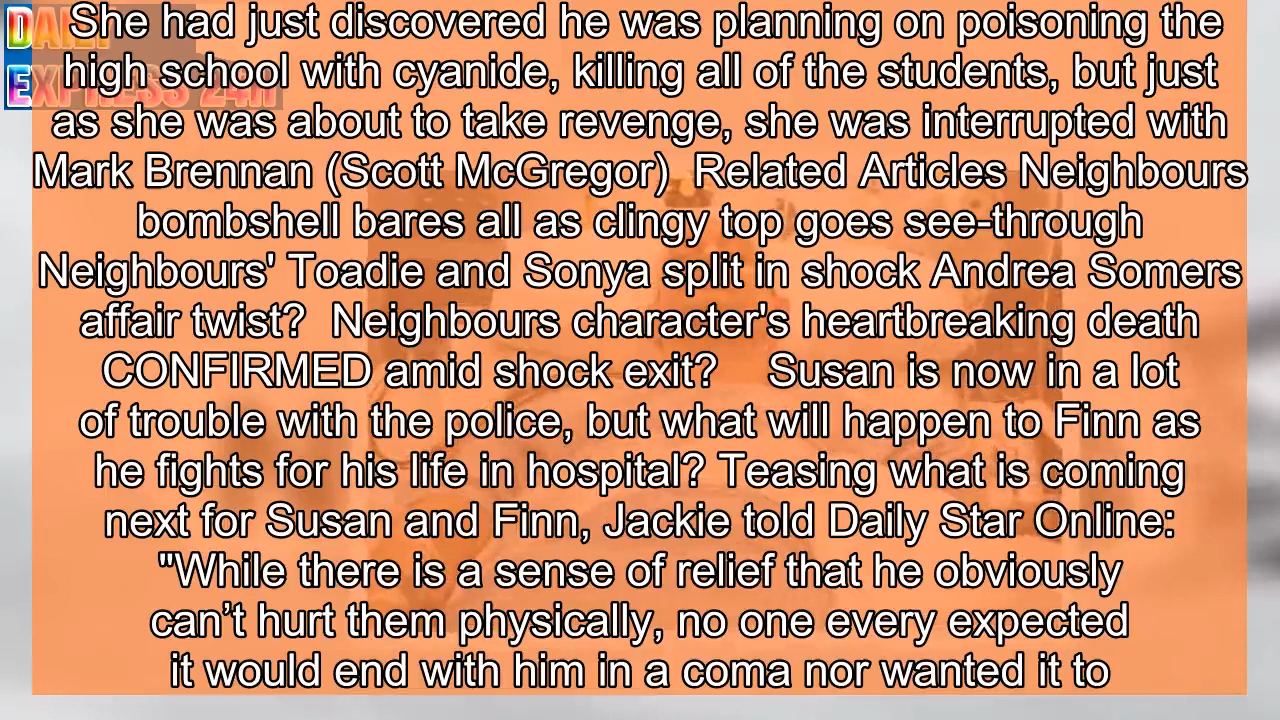 DAILY
EXPRESS 24H
She had just discovered he was planning on poisoning the
high school with cyanide, killing all of the students, but just
as she was about to take revenge, she was interrupted with
Mark Brennan (Scott McGregor)  Related Articles Neighbours
bombshell bares all as clingy top goes see-through
Neighbours' Toadie and Sonya split in shock Andrea Somers
affair twist?  Neighbours character's heartbreaking death
CONFIRMED amid shock exit?     Susan is now in a lot
of trouble with the police, but what will happen to Finn as
he fights for his life in hospital? Teasing what is coming
next for Susan and Finn, Jackie told Daily Star Online:
"While there is a sense of relief that he obviously
can’t hurt them physically, no one every expected
it would end with him in a coma nor wanted it to